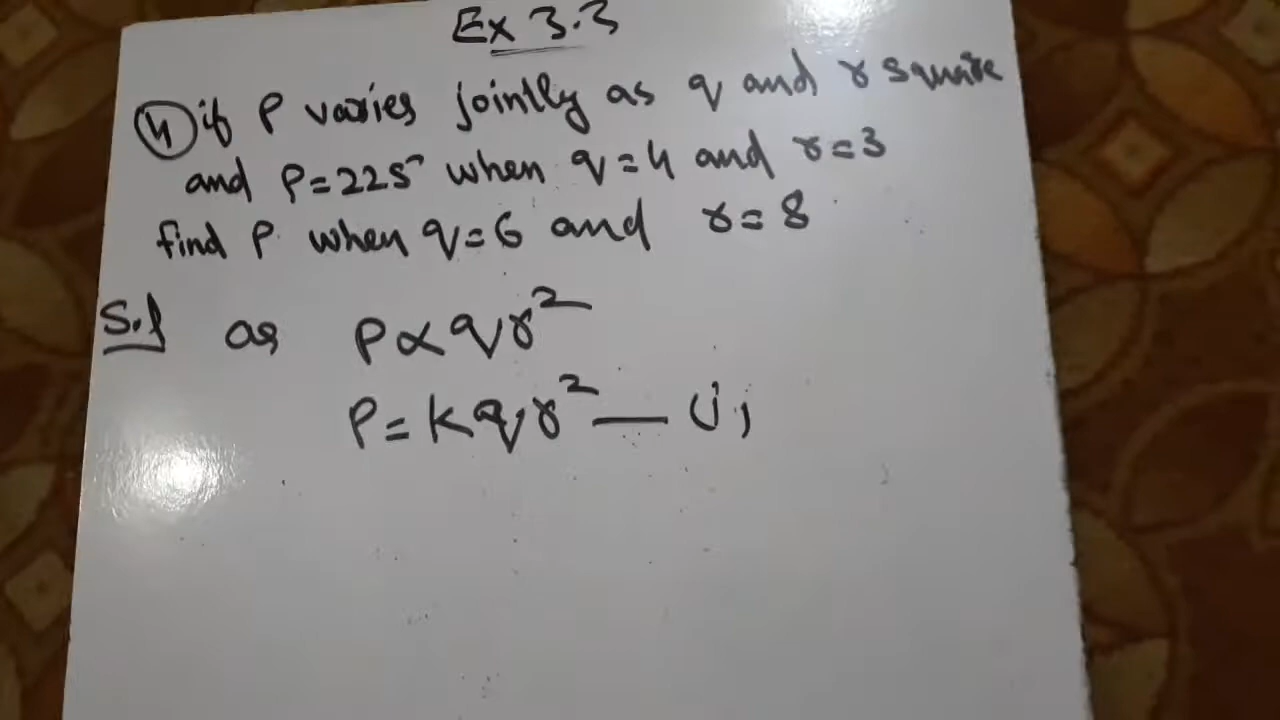 Ex 3.3
(4) if P varies jointly as q and r square
and P=225 when q=4 and r=3
find P when q=6 and r=8
Sol as P∝qr²
P=kqr² — (i)